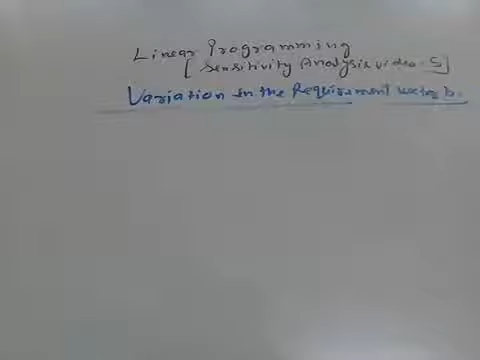 Linear Programming
[ Sensitivity Analysis video-5]
Variation in the Requirement vector b.